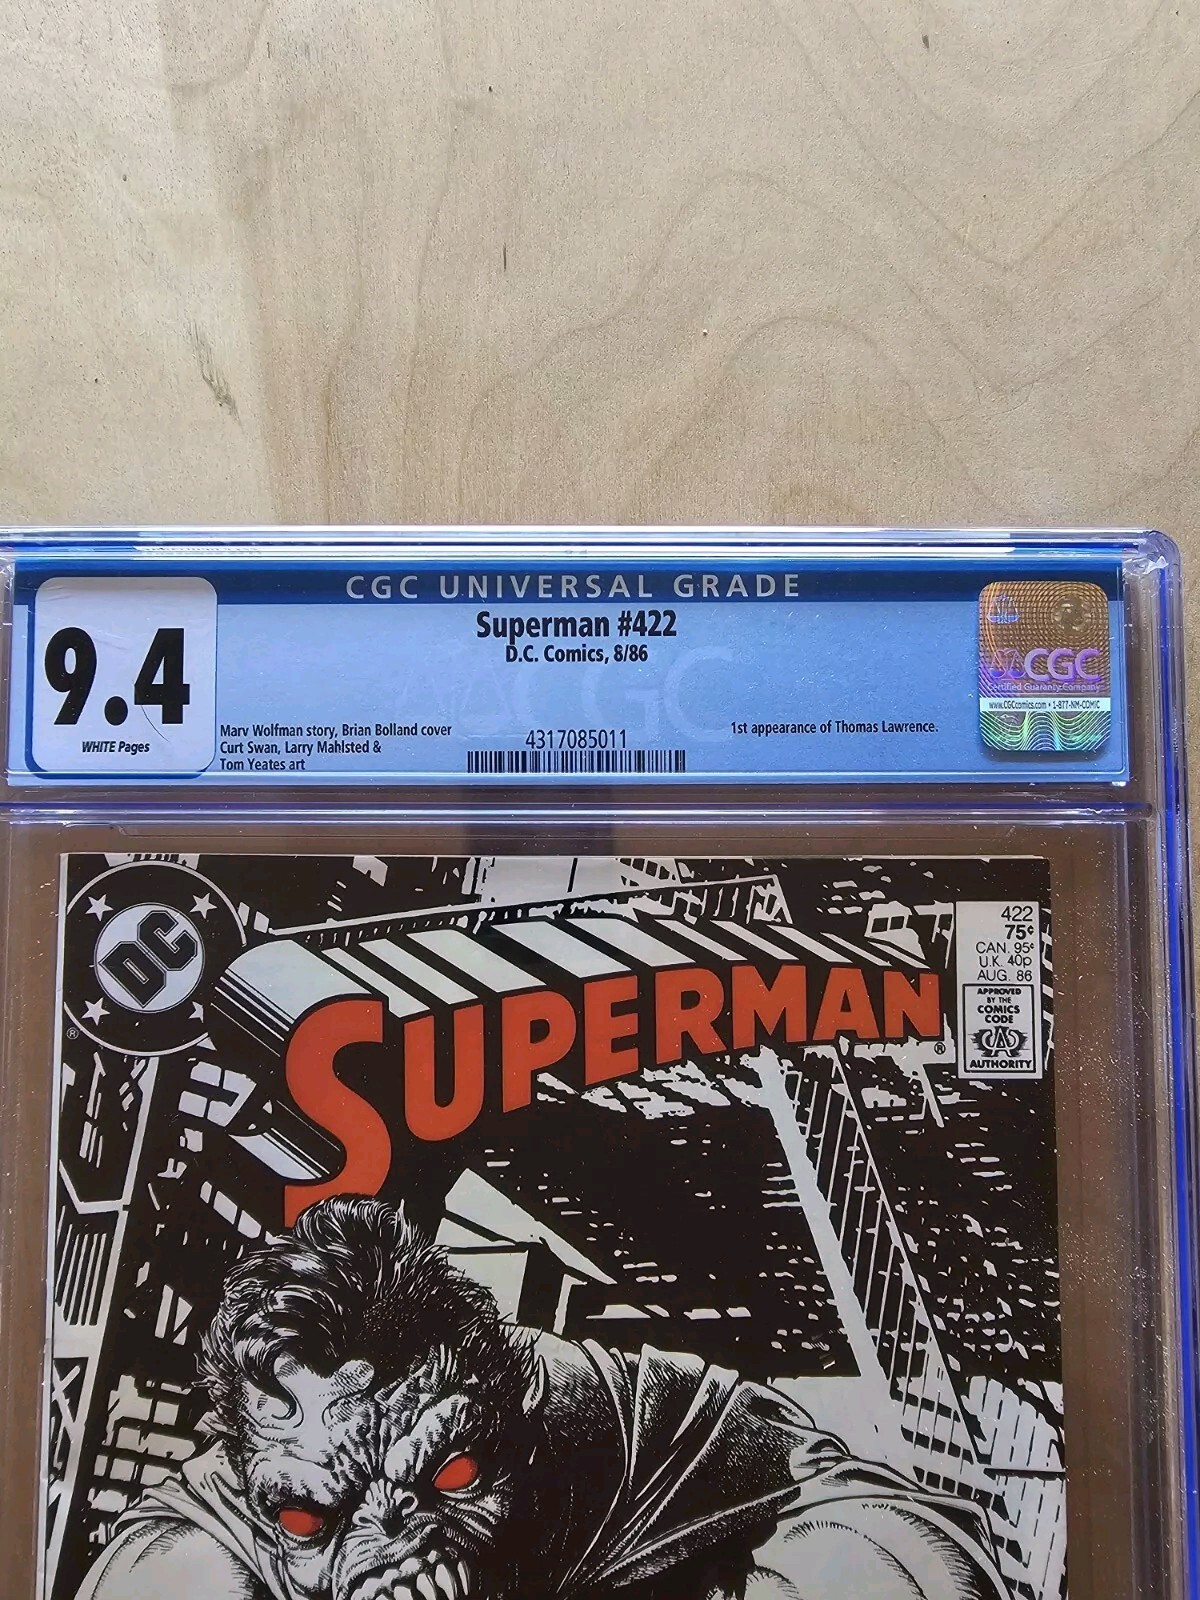 CGC UNIVERSAL GRADE
9.4
WHITE Pages
Superman #422
D.C. Comics, 8/86
Marv Wolfman story, Brian Bolland cover
Curt Swan, Larry Mahlsted &
Tom Yeates art
4317085011
1st appearance of Thomas Lawrence.
CGC
CGC
Certified Guaranty Company
www.CGCcomics.com • 1-877-NM-COMIC
DC
®
SUPERMAN
®
422
75¢
CAN. 95¢
U.K. 40p
AUG. 86
APPROVED
BY THE
COMICS
CODE
CA
AUTHORITY